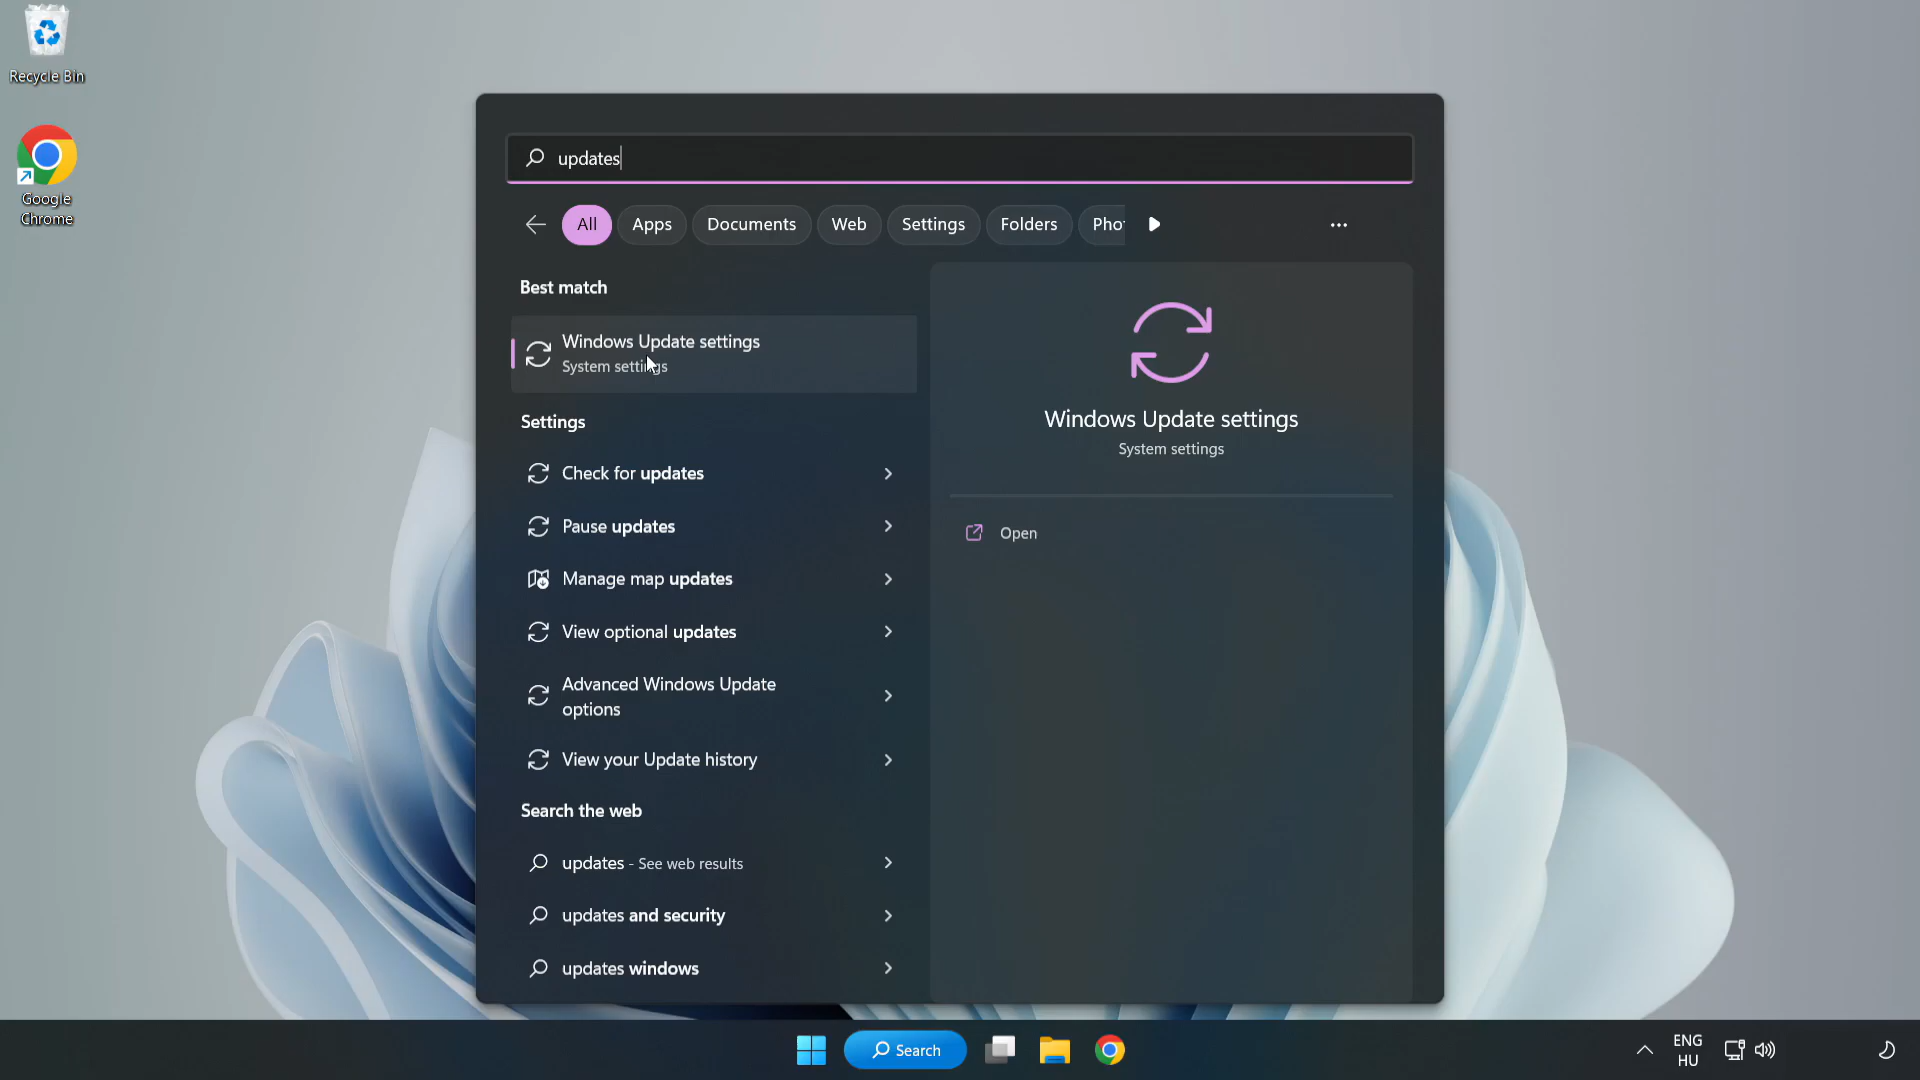 Recycle Bin
Google
Chrome
updates
All
Apps
Documents
Web
Settings
Folders
Pho
Best match
Windows Update settings
System settings
Settings
Check for updates
Pause updates
Manage map updates
View optional updates
Advanced Windows Update
options
View your Update history
Search the web
updates - See web results
updates and security
updates windows
Windows Update settings
System settings
Open
Search
ENG
HU